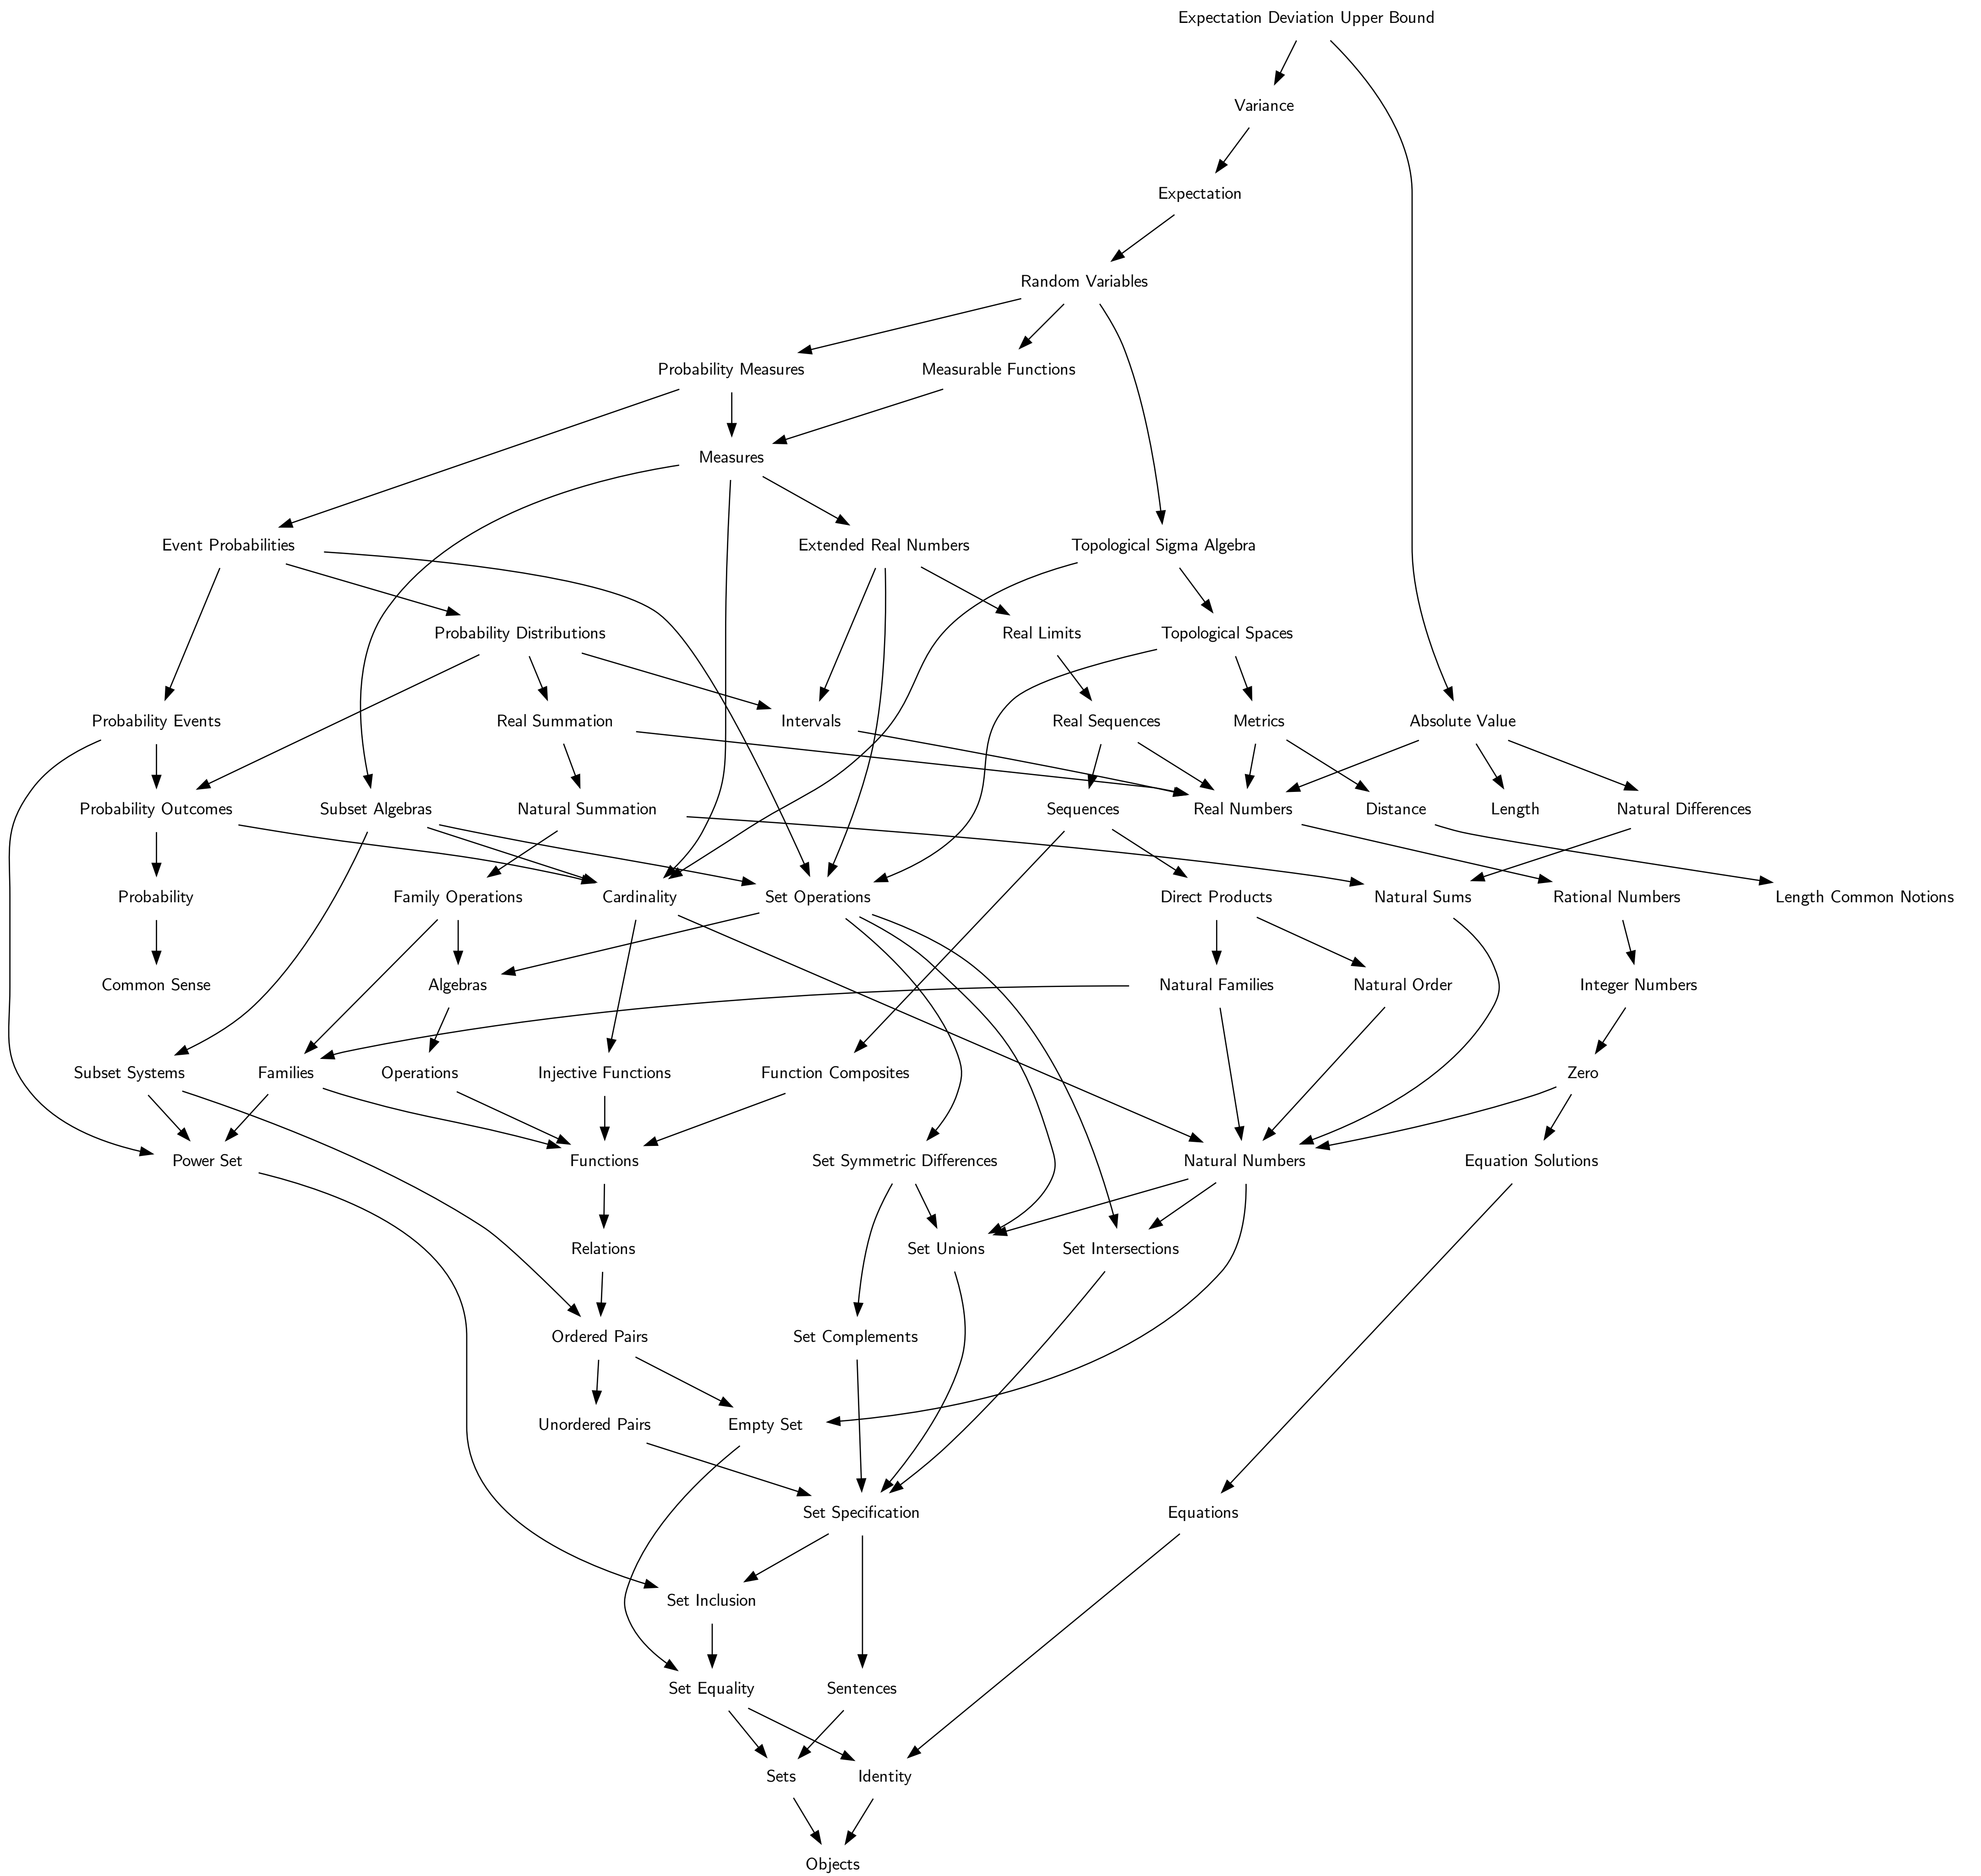 Expectation Deviation Upper Bound
Variance
Expectation
Random Variables
Probability Measures
Measurable Functions
Measures
Event Probabilities
Extended Real Numbers
Topological Sigma Algebra
Probability Distributions
Real Limits
Topological Spaces
Probability Events
Real Summation
Intervals
Real Sequences
Metrics
Absolute Value
Probability Outcomes
Subset Algebras
Natural Summation
Sequences
Real Numbers
Distance
Length
Natural Differences
Probability
Family Operations
Cardinality
Set Operations
Direct Products
Natural Sums
Rational Numbers
Length Common Notions
Common Sense
Algebras
Natural Families
Natural Order
Integer Numbers
Subset Systems
Families
Operations
Injective Functions
Function Composites
Zero
Power Set
Functions
Set Symmetric Differences
Natural Numbers
Equation Solutions
Relations
Set Unions
Set Intersections
Ordered Pairs
Set Complements
Unordered Pairs
Empty Set
Set Specification
Equations
Set Inclusion
Set Equality
Sentences
Sets
Identity
Objects